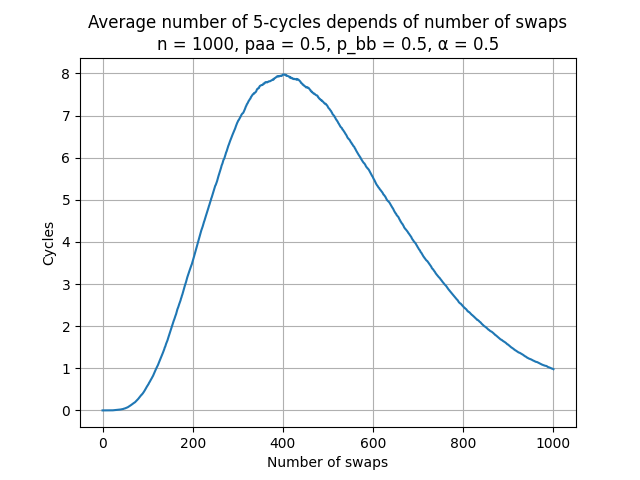 Average number of 5-cycles depends of number of swaps
n = 1000, paa = 0.5, p_bb = 0.5, α = 0.5
8
7
6
5
4
3
2
1
0
Cycles
0 200 400 600 800 1000
Number of swaps